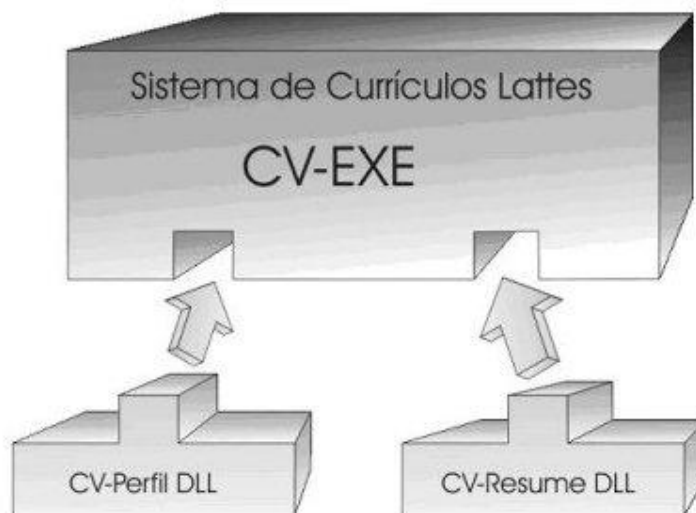 Sistema de Currículos Lattes
CV-EXE
CV-Perfil DLL
CV-Resume DLL